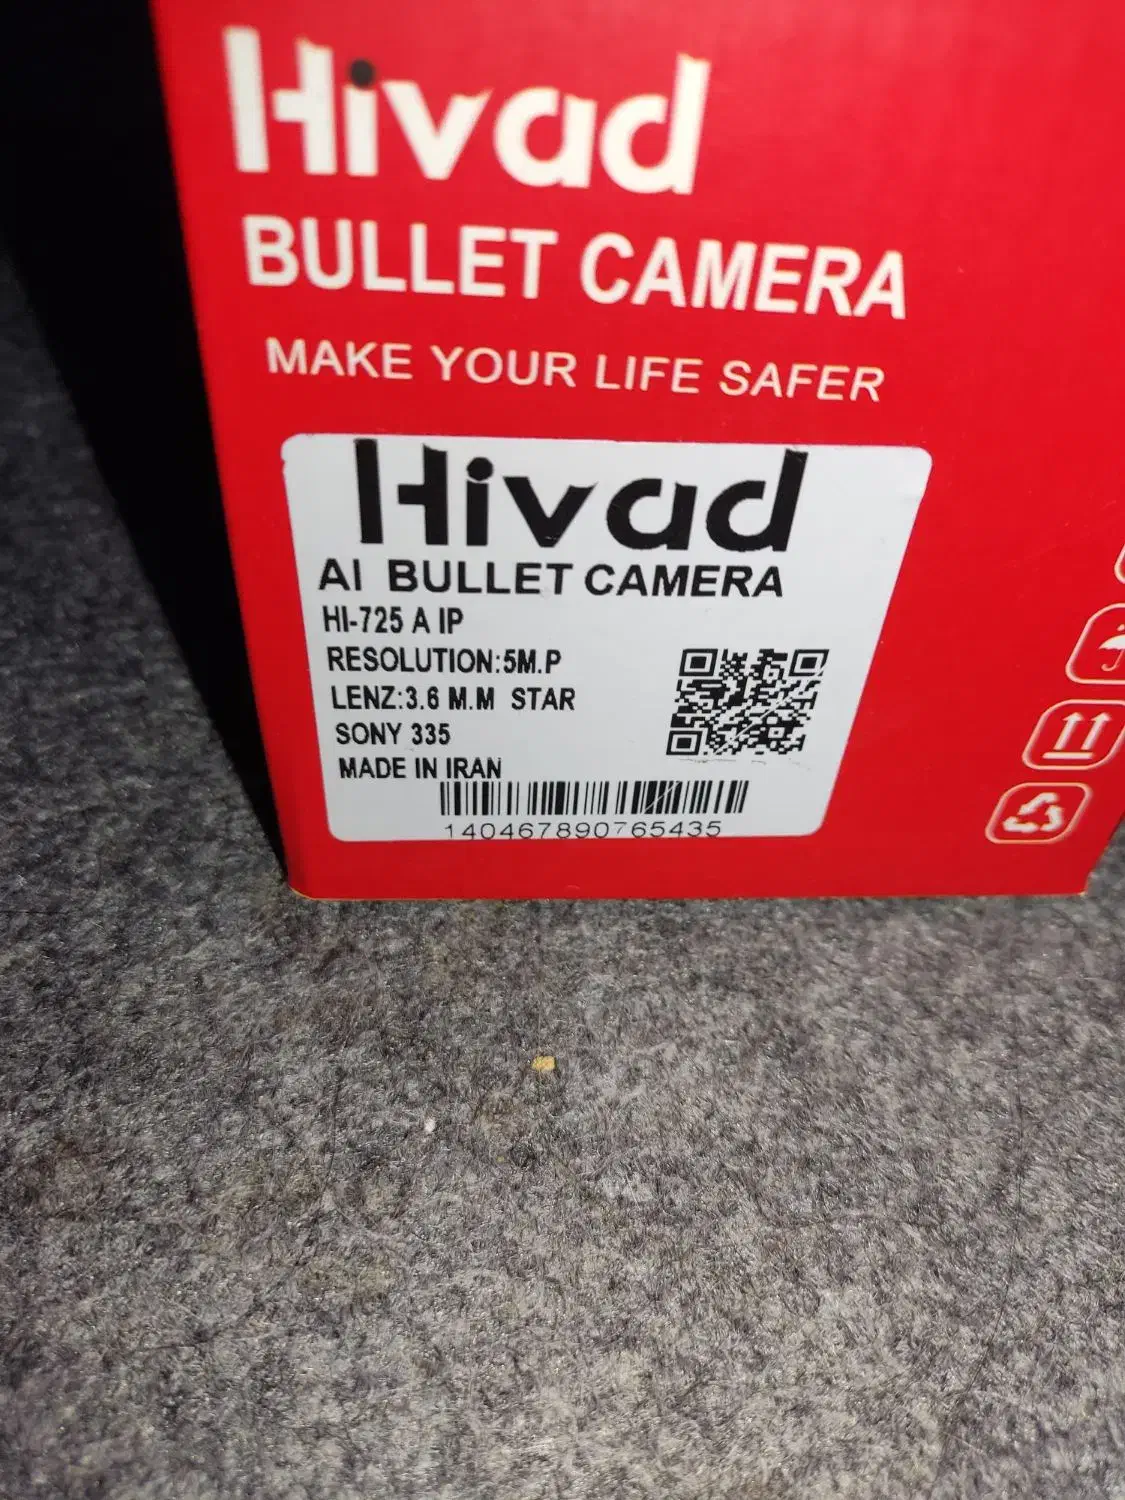 Hivad
BULLET CAMERA
MAKE YOUR LIFE SAFER
Hivad
AI BULLET CAMERA
HI-725 A IP
RESOLUTION:5M.P
LENZ:3.6 M.M STAR
SONY 335
MADE IN IRAN
140467890765435